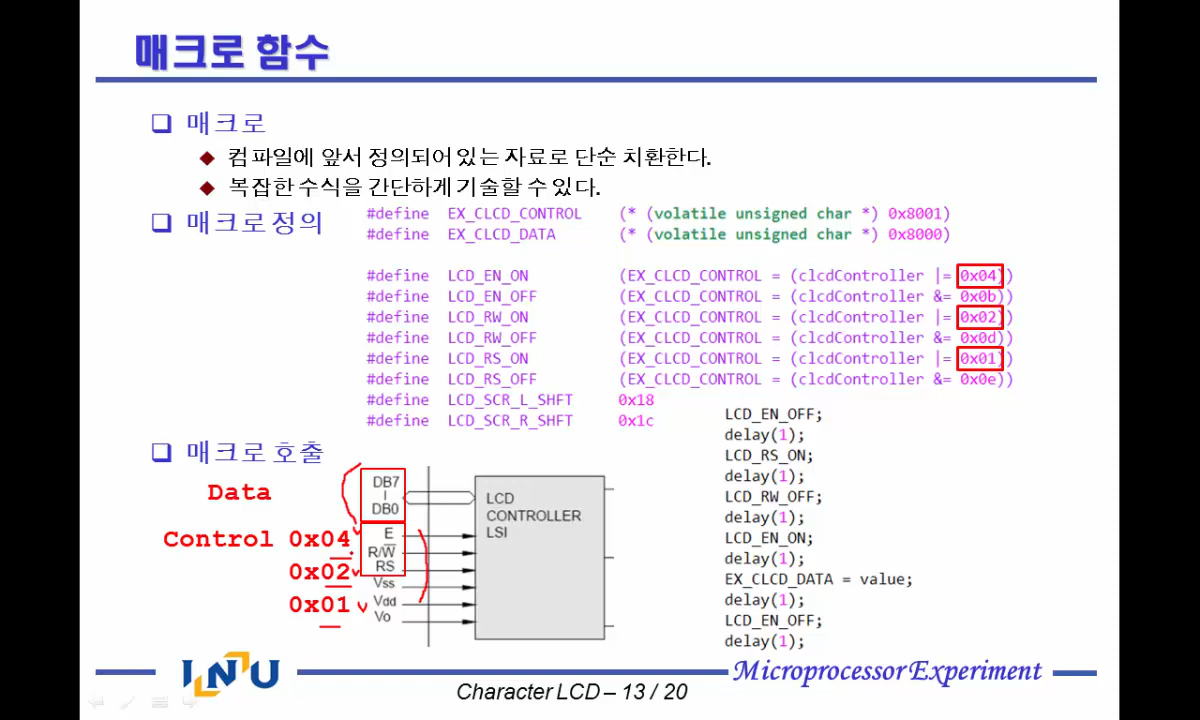 매크로 함수
❑ 매크로
◆ 컴파일에 앞서 정의되어 있는 자료로 단순 치환한다.
◆ 복잡한 수식을 간단하게 기술할 수 있다.
❑ 매크로 정의
#define EX_CLCD_CONTROL (* (volatile unsigned char *) 0x8001)
#define EX_CLCD_DATA (* (volatile unsigned char *) 0x8000)
#define LCD_EN_ON (EX_CLCD_CONTROL = (clcdController |= 0x04))
#define LCD_EN_OFF (EX_CLCD_CONTROL = (clcdController &= 0x0b))
#define LCD_RW_ON (EX_CLCD_CONTROL = (clcdController |= 0x02))
#define LCD_RW_OFF (EX_CLCD_CONTROL = (clcdController &= 0x0d))
#define LCD_RS_ON (EX_CLCD_CONTROL = (clcdController |= 0x01))
#define LCD_RS_OFF (EX_CLCD_CONTROL = (clcdController &= 0x0e))
#define LCD_SCR_L_SHFT 0x18
#define LCD_SCR_R_SHFT 0x1c
❑ 매크로 호출
Data
Control 0x04
0x02
0x01
DB7
DB0
E
R/W̅
RS
Vss
Vdd
Vo
LCD
CONTROLLER
LSI
LCD_EN_OFF;
delay(1);
LCD_RS_ON;
delay(1);
LCD_RW_OFF;
delay(1);
LCD_EN_ON;
delay(1);
EX_CLCD_DATA = value;
delay(1);
LCD_EN_OFF;
delay(1);
INU
Character LCD – 13 / 20
Microprocessor Experiment